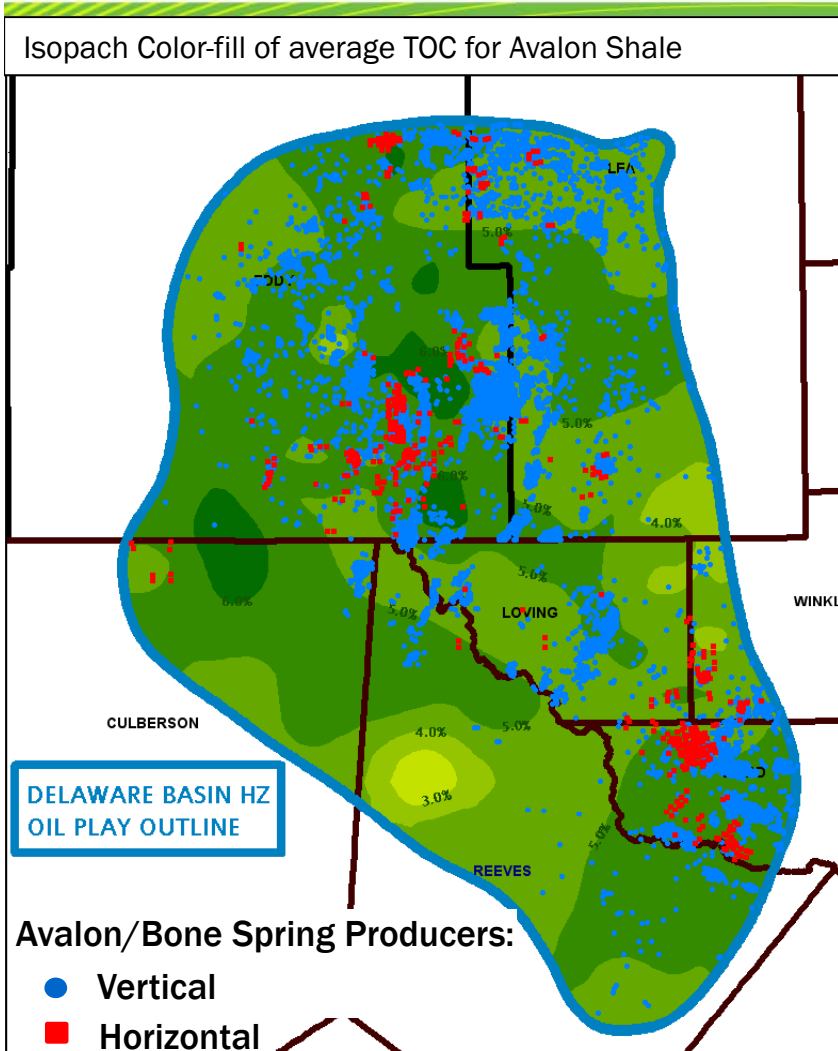 Isopach Color-fill of average TOC for Avalon Shale
LEA
5.0%
EDDY
6.0%
5.0%
6.0%
5.0%
4.0%
5.0%
6.0%
5.0%
LOVING
WINKL
CULBERSON
4.0%
5.0%
3.0%
5.0%
DELAWARE BASIN HZ
OIL PLAY OUTLINE
REEVES
Avalon/Bone Spring Producers:
Vertical
Horizontal